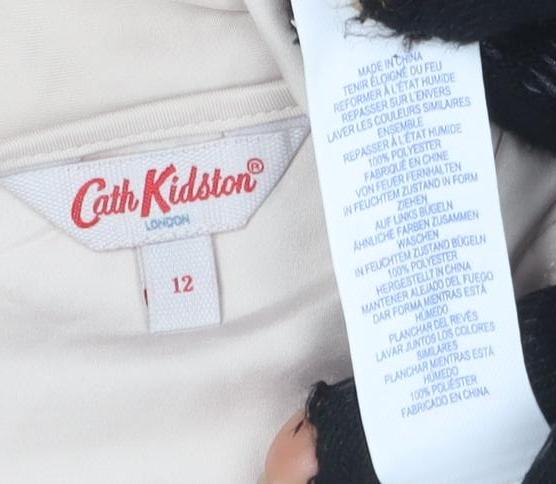 Cath Kidston®
LONDON
12
MADE IN CHINA
TENIR ÉLOIGNÉ DU FEU
REFORMER À L'ÉTAT HUMIDE
REPASSER SUR L'ENVERS
LAVER LES COULEURS SIMILAIRES
ENSEMBLE
REPASSER À L'ÉTAT HUMIDE
100% POLYESTER
FABRIQUÉ EN CHINE
VON FEUER FERNHALTEN
IN FEUCHTEM ZUSTAND IN FORM
ZIEHEN
AUF LINKS BÜGELN
ÄHNLICHE FARBEN ZUSAMMEN
WASCHEN
IN FEUCHTEM ZUSTAND BÜGELN
100% POLYESTER
HERGESTELLT IN CHINA
MANTENER ALEJADO DEL FUEGO
DAR FORMA MIENTRAS ESTÁ
HÚMEDO
PLANCHAR DEL REVÉS
LAVAR JUNTOS LOS COLORES
SIMILARES
PLANCHAR MIENTRAS ESTÁ
HÚMEDO
100% POLIÉSTER
FABRICADO EN CHINA